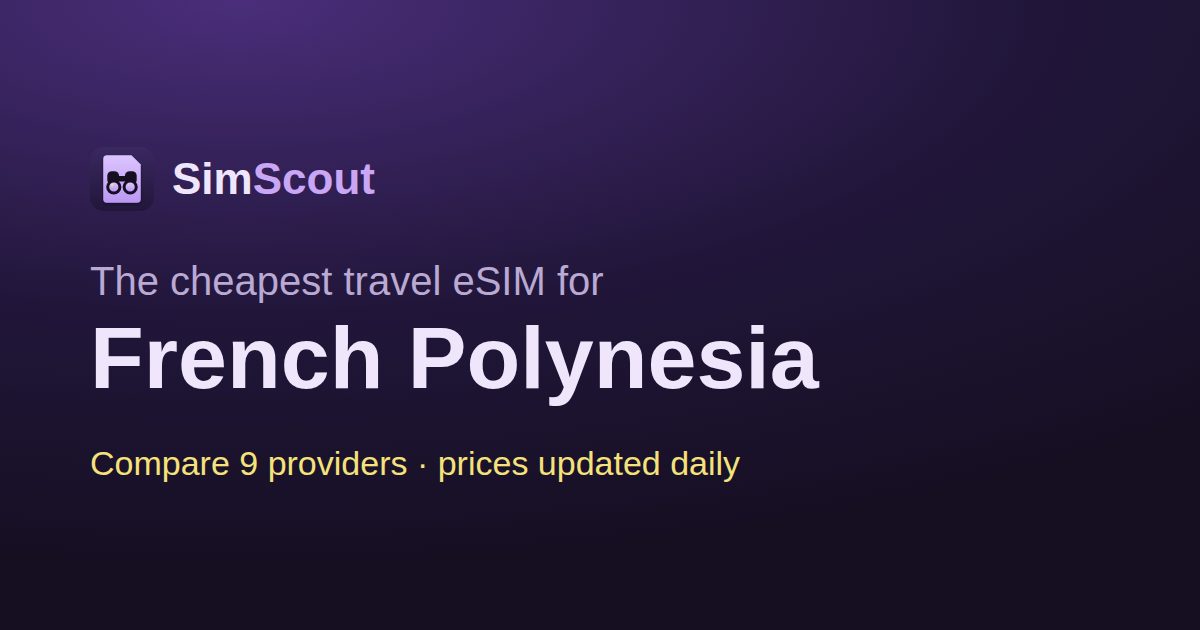 SimScout
The cheapest travel eSIM for
French Polynesia
Compare 9 providers · prices updated daily